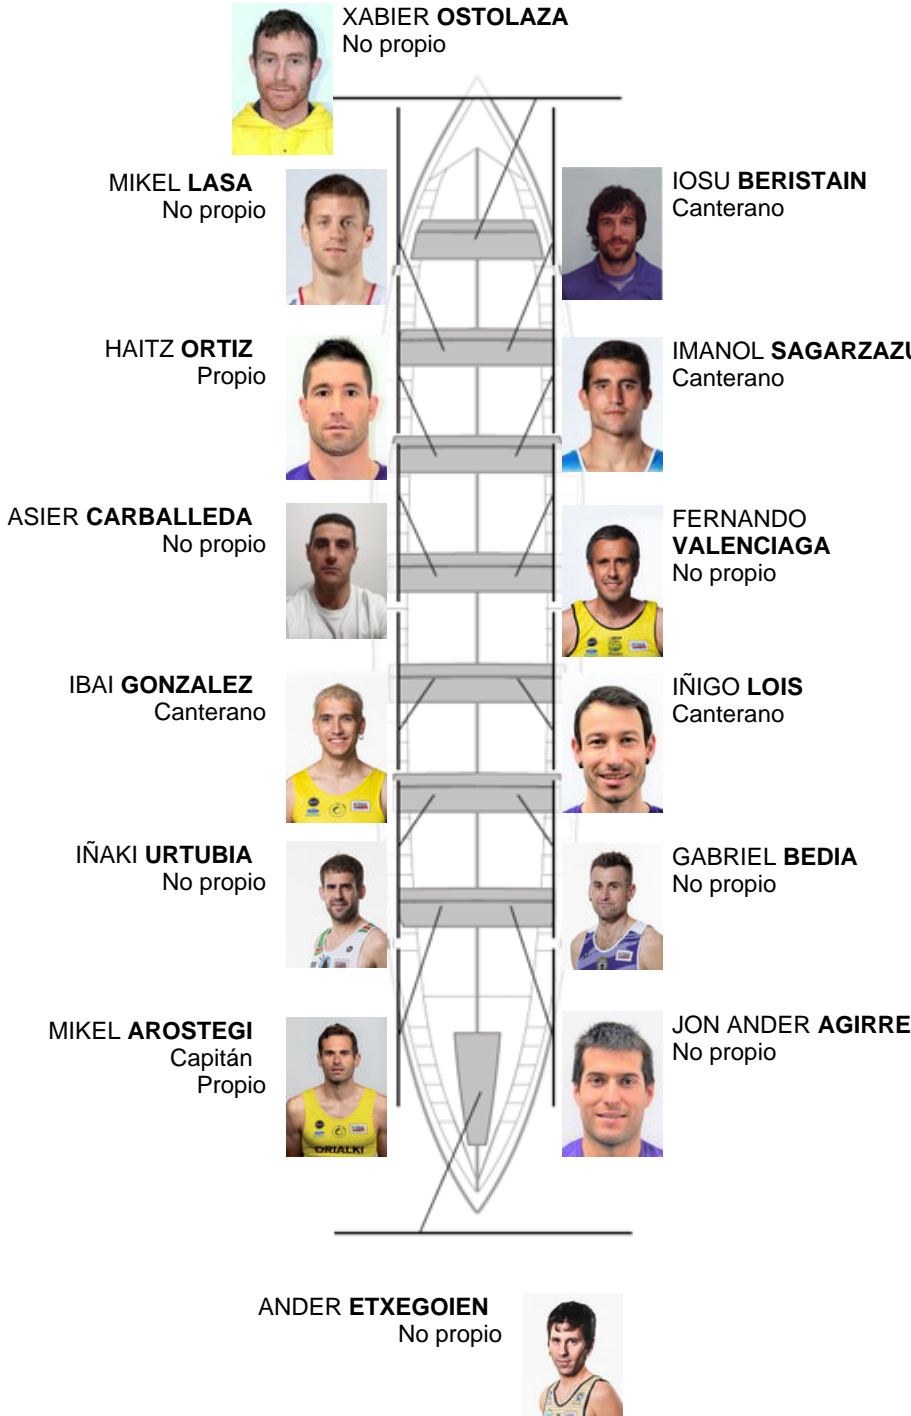 XABIER OSTOLAZA
No propio
MIKEL LASA
No propio
IOSU BERISTAIN
Canterano
HAITZ ORTIZ
Propio
IMANOL SAGARZAZU
Canterano
ASIER CARBALLEDA
No propio
FERNANDO
VALENCIAGA
No propio
IBAI GONZALEZ
Canterano
IÑIGO LOIS
Canterano
IÑAKI URTUBIA
No propio
GABRIEL BEDIA
No propio
MIKEL AROSTEGI
Capitán
Propio
ORIALKI
JON ANDER AGIRRE
No propio
ANDER ETXEGOIEN
No propio